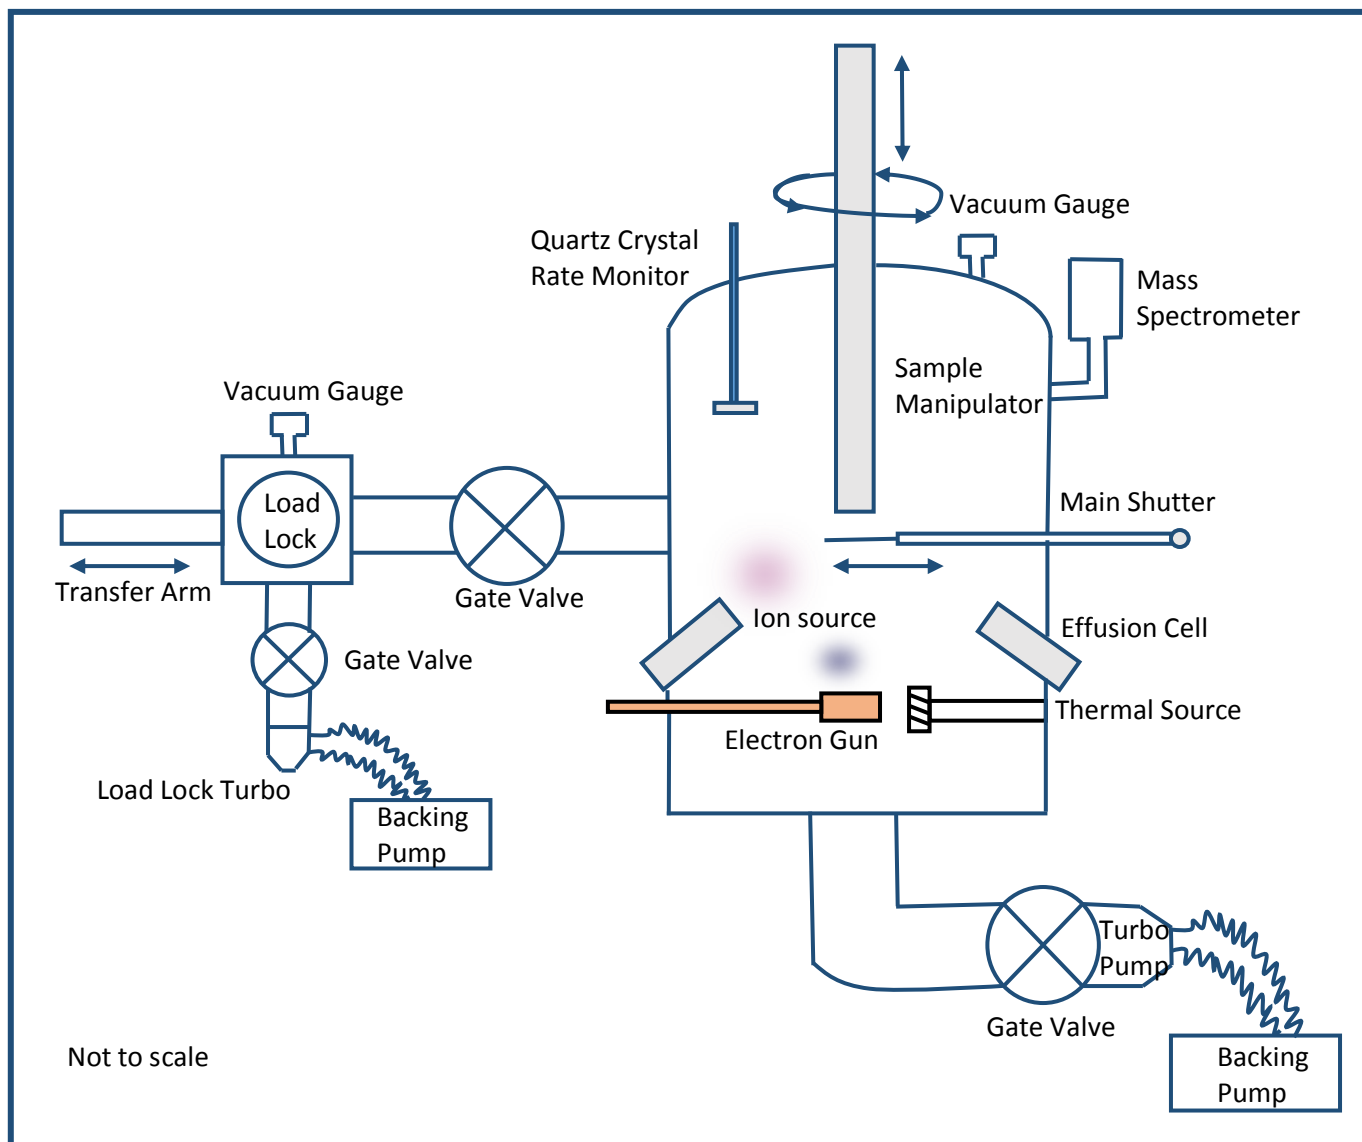 Vacuum Gauge
Quartz Crystal
Rate Monitor
Mass
Spectrometer
Sample
Manipulator
Vacuum Gauge
Load
Lock
Main Shutter
Transfer Arm
Gate Valve
Ion source
Effusion Cell
Gate Valve
Thermal Source
Electron Gun
Load Lock Turbo
Backing
Pump
Turbo
Pump
Gate Valve
Not to scale
Backing
Pump